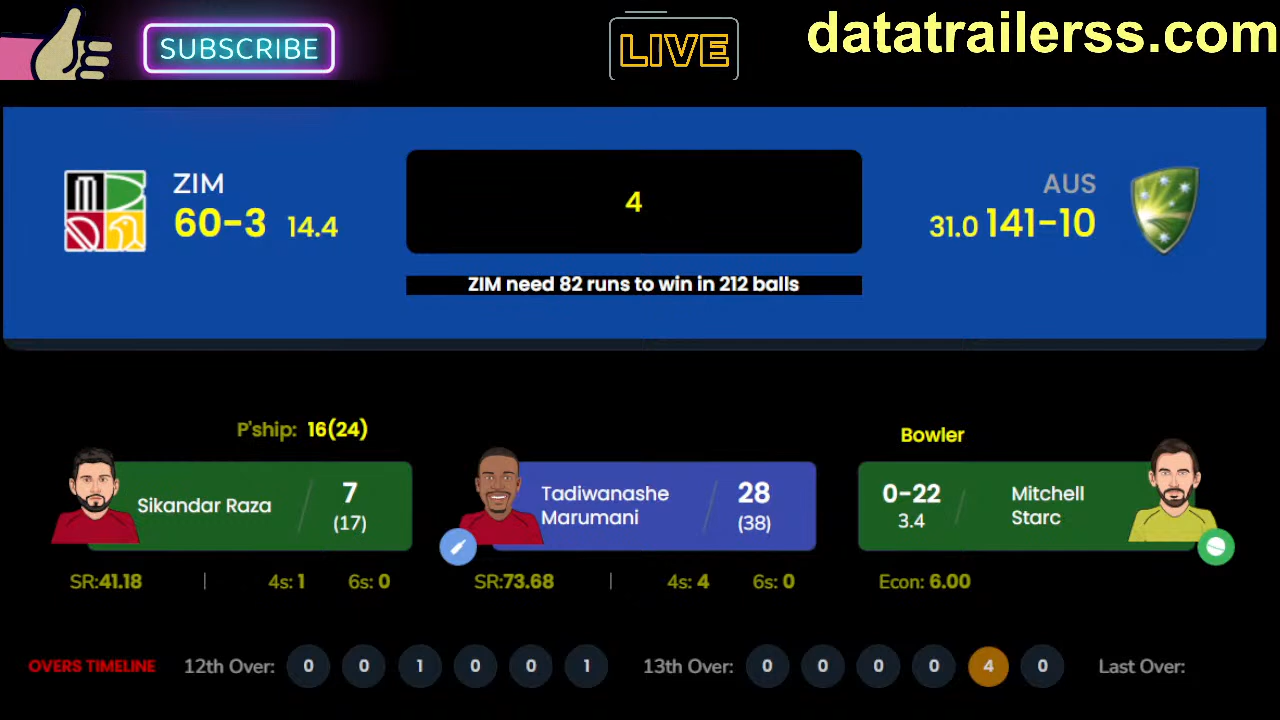 SUBSCRIBE
LIVE
datatrailerss.com
ZIM
60-3 14.4
4
AUS
31.0 141-10
ZIM need 82 runs to win in 212 balls
P'ship: 16(24)
Bowler
Sikandar Raza
7
(17)
Tadiwanashe
Marumani
28
(38)
0-22
3.4
Mitchell
Starc
SR:41.18 | 4s: 1 6s: 0
SR:73.68 | 4s: 4 6s: 0
Econ: 6.00
OVERS TIMELINE 12th Over: 0 0 1 0 0 1 13th Over: 0 0 0 0 4 0 Last Over: